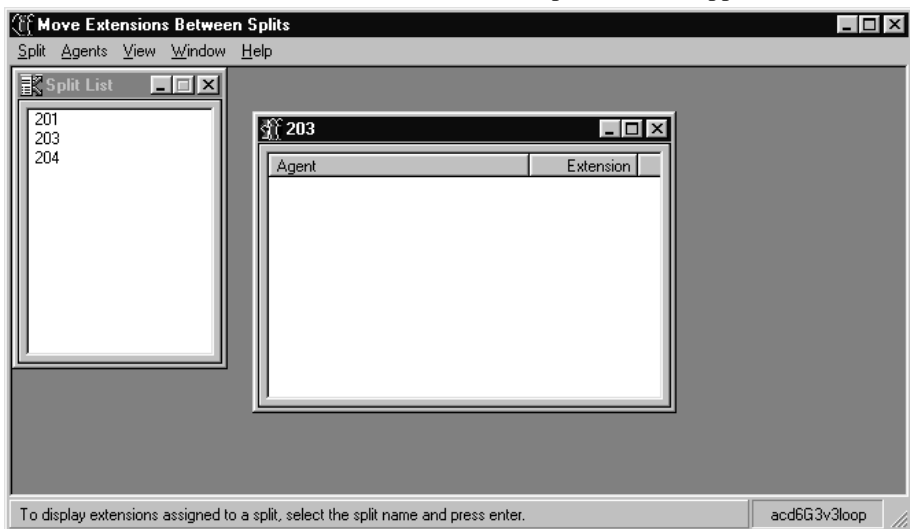 Move Extensions Between Splits
Split Agents View Window Help
Split List
201
203
204
203
Agent Extension
To display extensions assigned to a split, select the split name and press enter.
acd6G3v3loop